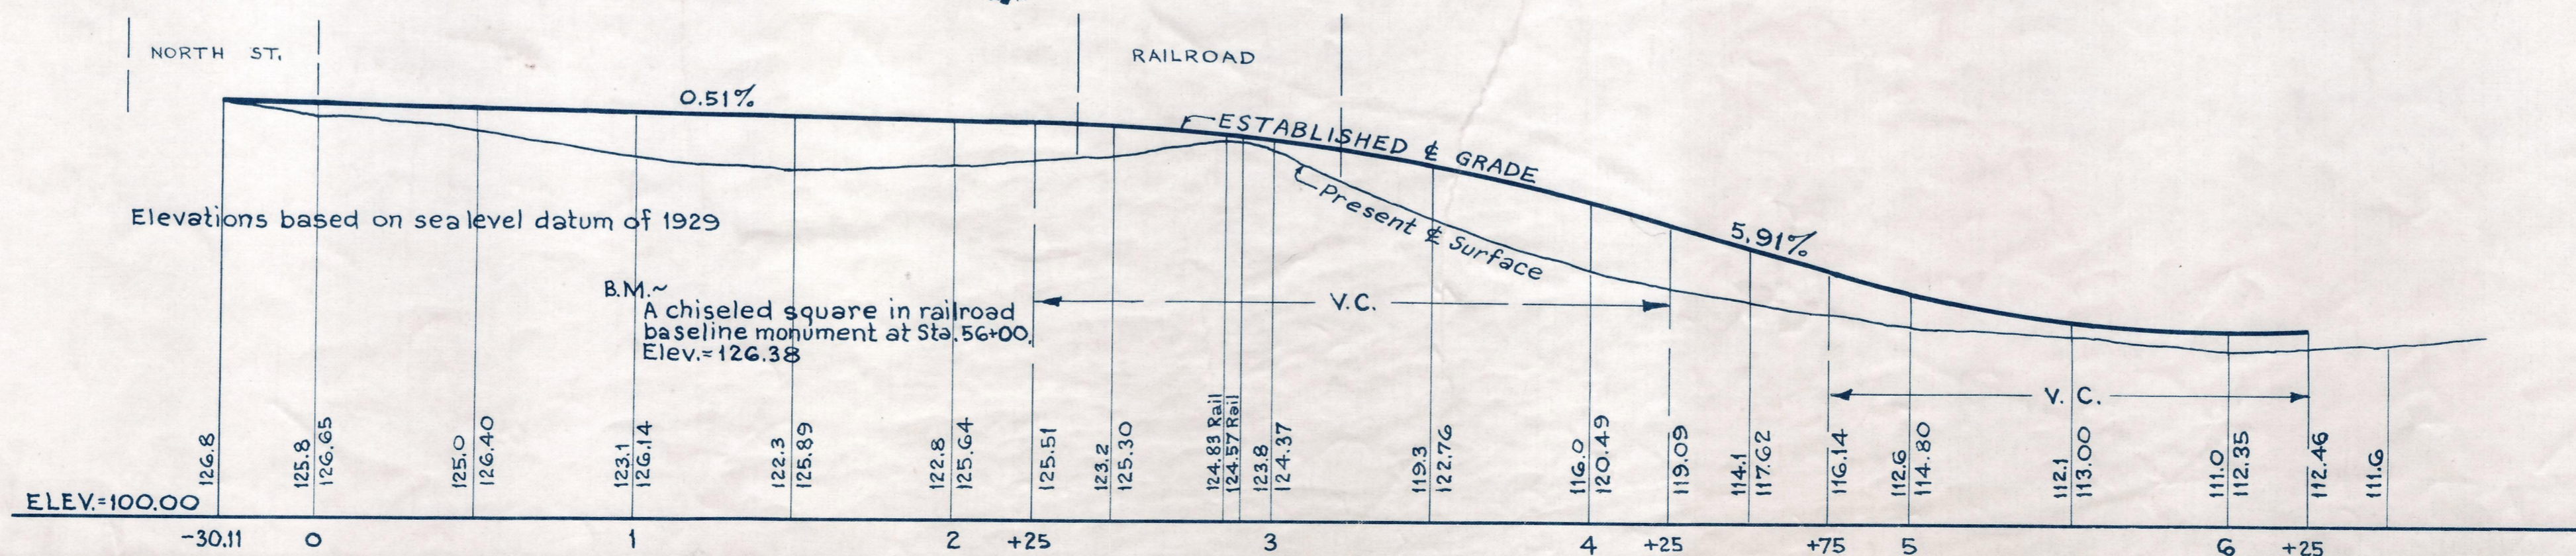 NORTH ST.
RAILROAD
0.51%
ESTABLISHED ℄ GRADE
Present ℄ Surface
5.91%
Elevations based on sea level datum of 1929
B.M.~
A chiseled square in railroad
baseline monument at Sta. 56+00.
Elev.=126.38
V.C.
V.C.
126.8
125.8
126.65
125.0
126.40
123.1
126.14
122.3
125.89
122.8
125.64
125.51
123.2
125.30
124.83 Rail
124.57 Rail
123.8
124.37
119.3
122.76
116.0
120.49
119.09
114.1
117.62
116.14
112.6
114.80
112.1
113.00
111.0
112.35
112.46
111.6
ELEV.=100.00
-30.11 0 1 2 +25 3 4 +25 +75 5 6 +25